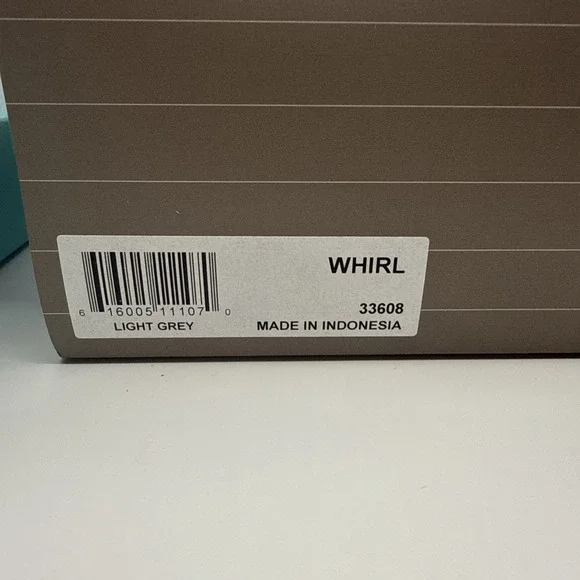 WHIRL
6 16005 11107 0
33608
LIGHT GREY
MADE IN INDONESIA